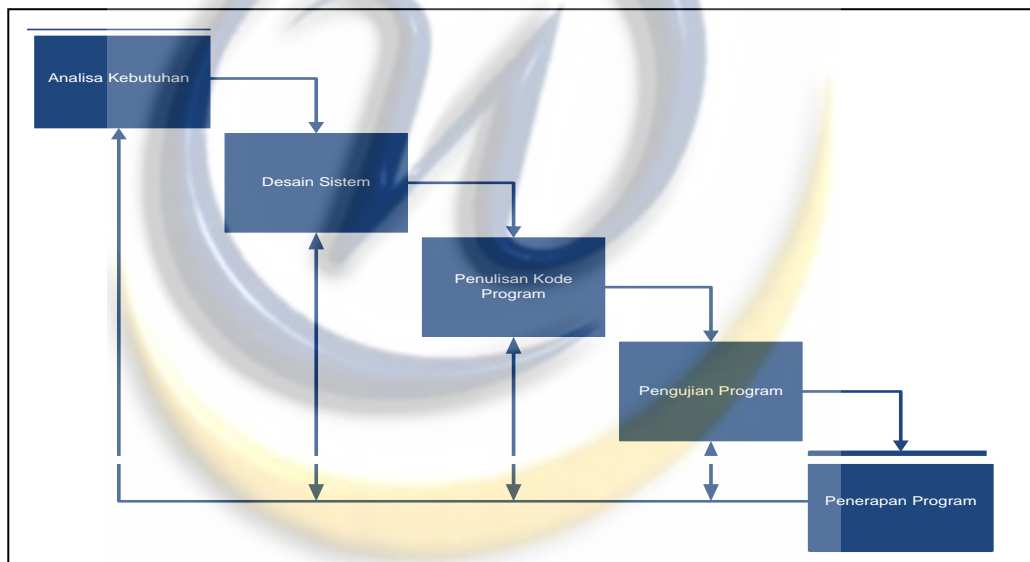 Analisa Kebutuhan
Desain Sistem
Penulisan Kode
Program
Pengujian Program
Penerapan Program